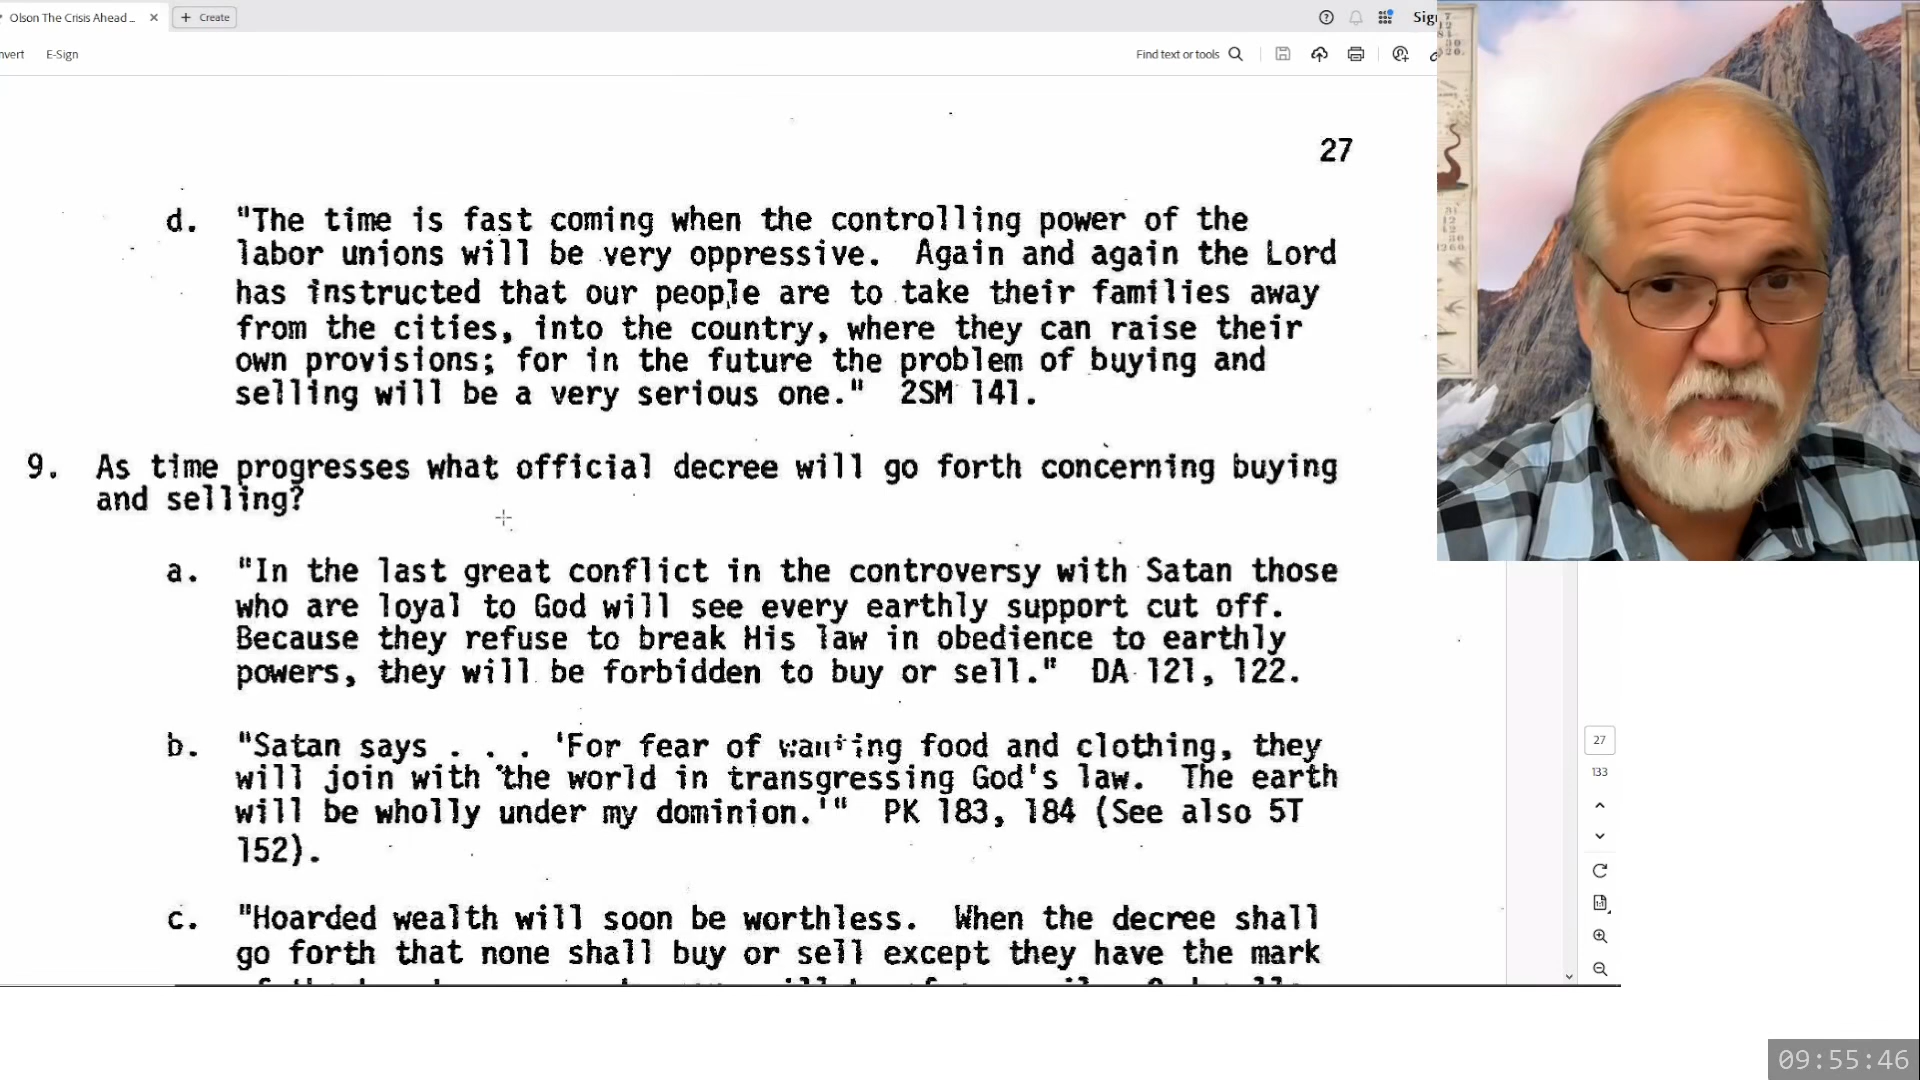 Olson The Crisis Ahead ...
Create
Sign
nvert
E-Sign
Find text or tools
27
d. "The time is fast coming when the controlling power of the
labor unions will be very oppressive. Again and again the Lord
has instructed that our people are to take their families away
from the cities, into the country, where they can raise their
own provisions; for in the future the problem of buying and
selling will be a very serious one." 2SM 141.
9. As time progresses what official decree will go forth concerning buying
and selling?
a. "In the last great conflict in the controversy with Satan those
who are loyal to God will see every earthly support cut off.
Because they refuse to break His law in obedience to earthly
powers, they will be forbidden to buy or sell." DA 121, 122.
b. "Satan says . . . 'For fear of wanting food and clothing, they
will join with the world in transgressing God's law. The earth
will be wholly under my dominion.'" PK 183, 184 (See also 5T
152).
c. "Hoarded wealth will soon be worthless. When the decree shall
go forth that none shall buy or sell except they have the mark
27
133
09:55:46